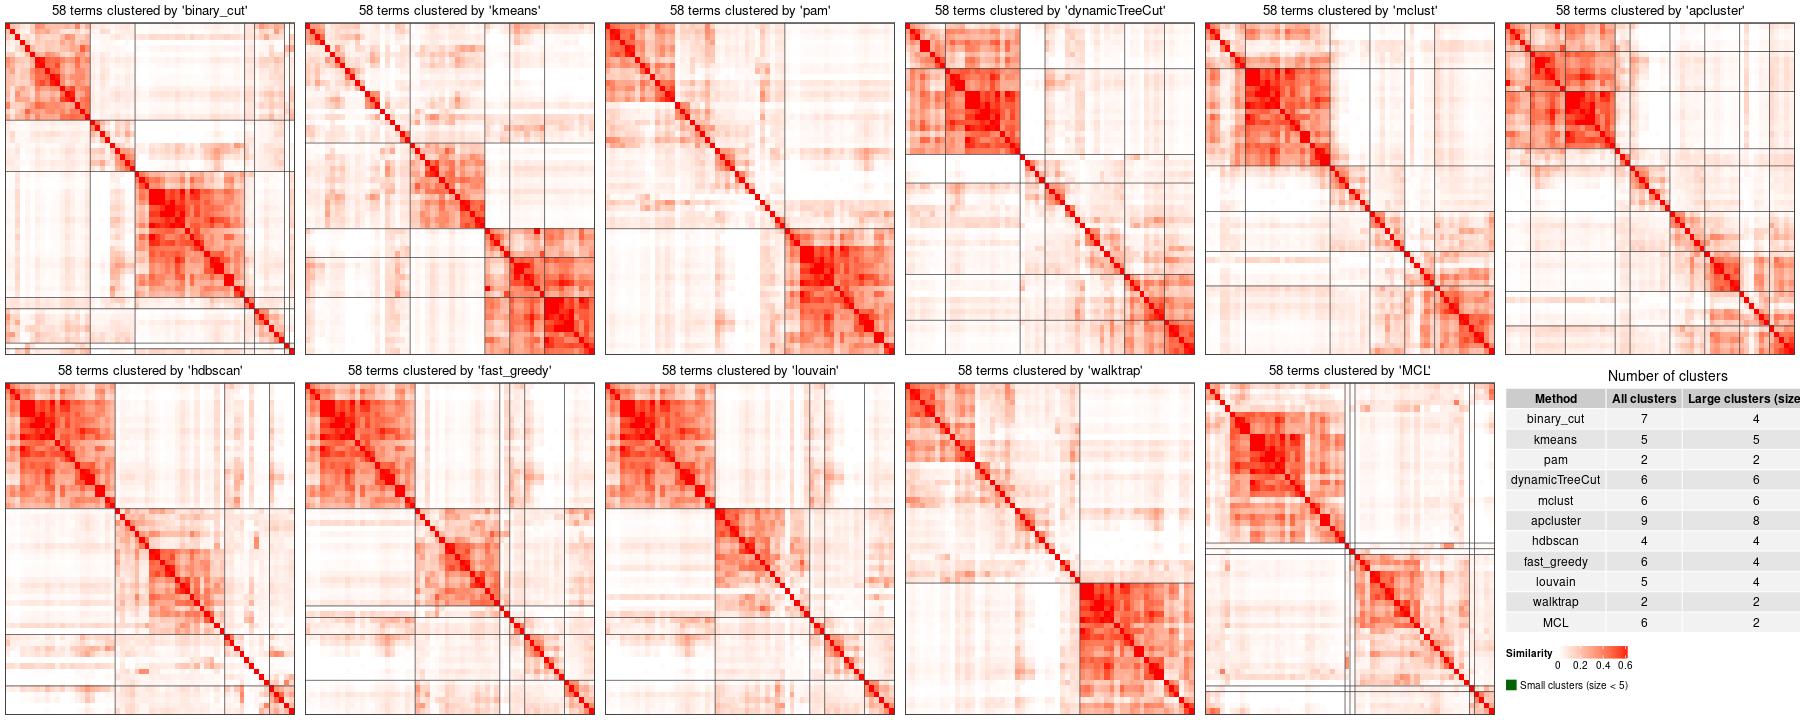 58 terms clustered by 'binary_cut'
58 terms clustered by 'kmeans'
58 terms clustered by 'pam'
58 terms clustered by 'dynamicTreeCut'
58 terms clustered by 'mclust'
58 terms clustered by 'apcluster'
58 terms clustered by 'hdbscan'
58 terms clustered by 'fast_greedy'
58 terms clustered by 'louvain'
58 terms clustered by 'walktrap'
58 terms clustered by 'MCL'
Number of clusters
Method All clusters Large clusters (size
binary_cut 7 4
kmeans 5 5
pam 2 2
dynamicTreeCut 6 6
mclust 6 6
apcluster 9 8
hdbscan 4 4
fast_greedy 6 4
louvain 5 4
walktrap 2 2
MCL 6 2
Similarity
0 0.2 0.4 0.6
Small clusters (size < 5)